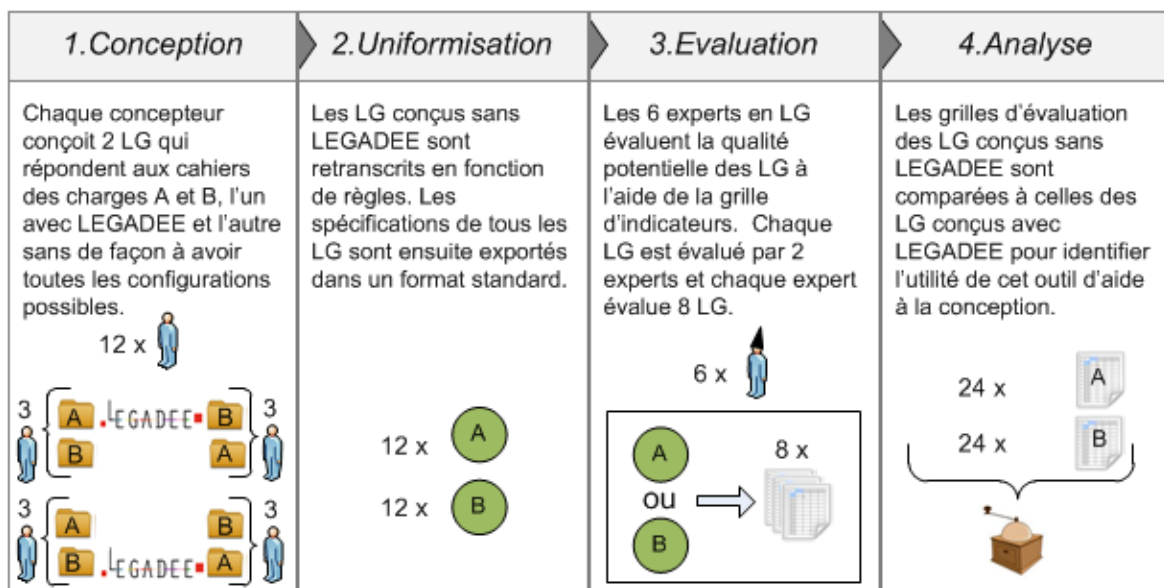 1.Conception
2.Uniformisation
3.Evaluation
4.Analyse
Chaque concepteur
conçoit 2 LG qui
répondent aux cahiers
des charges A et B, l'un
avec LEGADEE et l'autre
sans de façon à avoir
toutes les configurations
possibles.
12 x
3
A
LEGADEE
B
3
B
A
3
A
B
3
B
LEGADEE
A
Les LG conçus sans
LEGADEE sont
retranscrits en fonction
de règles. Les
spécifications de tous les
LG sont ensuite exportés
dans un format standard.
12 x
A
12 x
B
Les 6 experts en LG
évaluent la qualité
potentielle des LG à
l'aide de la grille
d'indicateurs. Chaque
LG est évalué par 2
experts et chaque expert
évalue 8 LG.
6 x
A
ou
B
8 x
Les grilles d'évaluation
des LG conçus sans
LEGADEE sont
comparées à celles des
LG conçus avec
LEGADEE pour identifier
l'utilité de cet outil d'aide
à la conception.
24 x
A
24 x
B